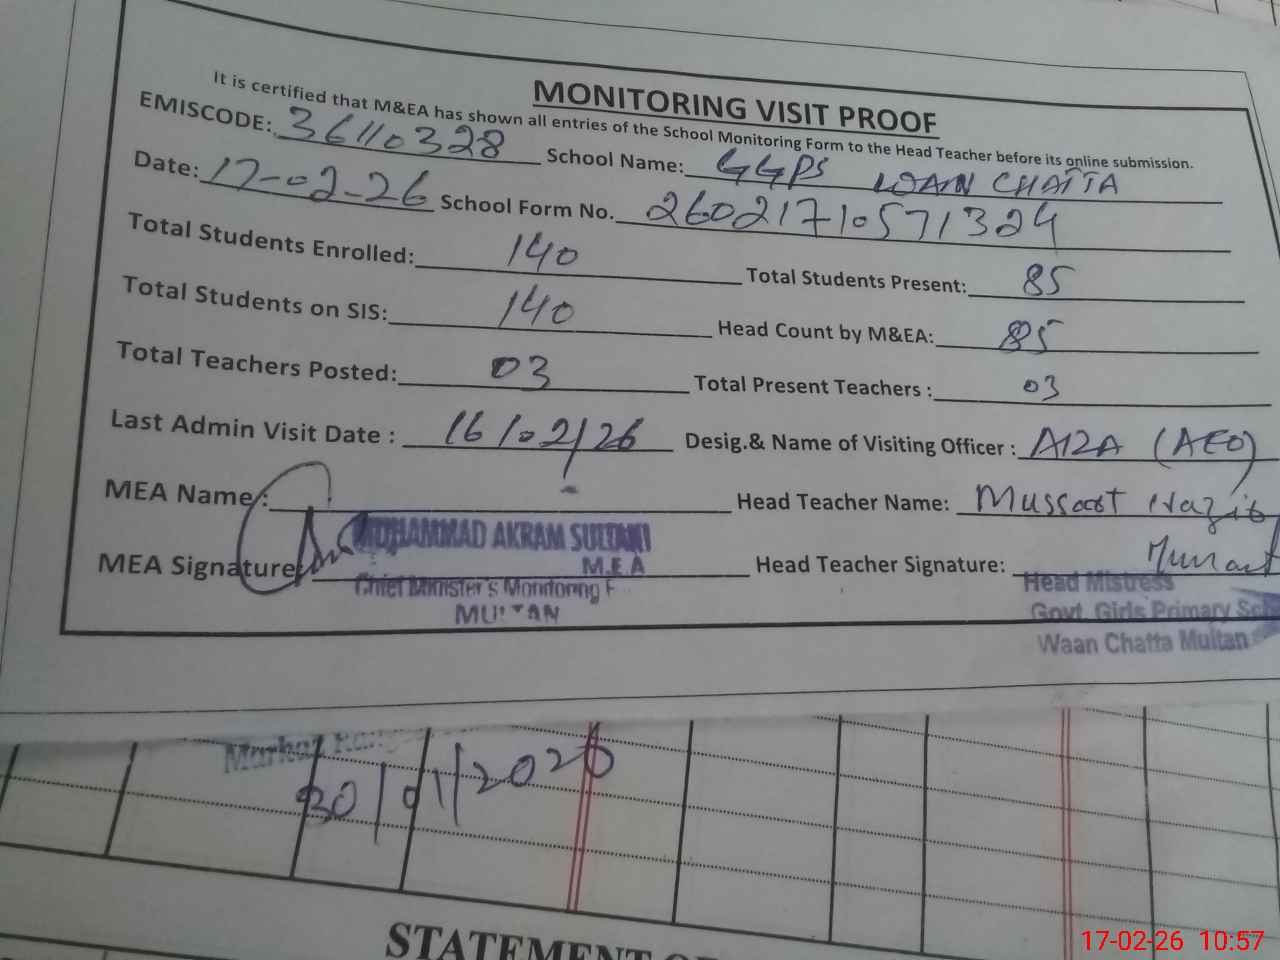 MONITORING VISIT PROOF
It is certified that M&EA has shown all entries of the School Monitoring Form to the Head Teacher before its online submission.
EMISCODE: 36110328 School Name: GGPS WAIN CHATTA
Date: 17-02-26 School Form No. 26021710571324
Total Students Enrolled: 140 Total Students Present: 85
Total Students on SIS: 140 Head Count by M&EA: 85
Total Teachers Posted: 03 Total Present Teachers : 03
Last Admin Visit Date : 16/02/26 Desig.& Name of Visiting Officer : (AEO)
MEA Name : Head Teacher Name:
MUHAMMAD AKRAM SULTANI
MEA Signature: M.E.A Head Teacher Signature:
Chief Minister's Monitoring F
MULTAN
Head Mistress
Govt. Girls Primary Sch
Waan Chatta Multan
Markaz
30/01/2026
STATEMENT
17-02-26 10:57